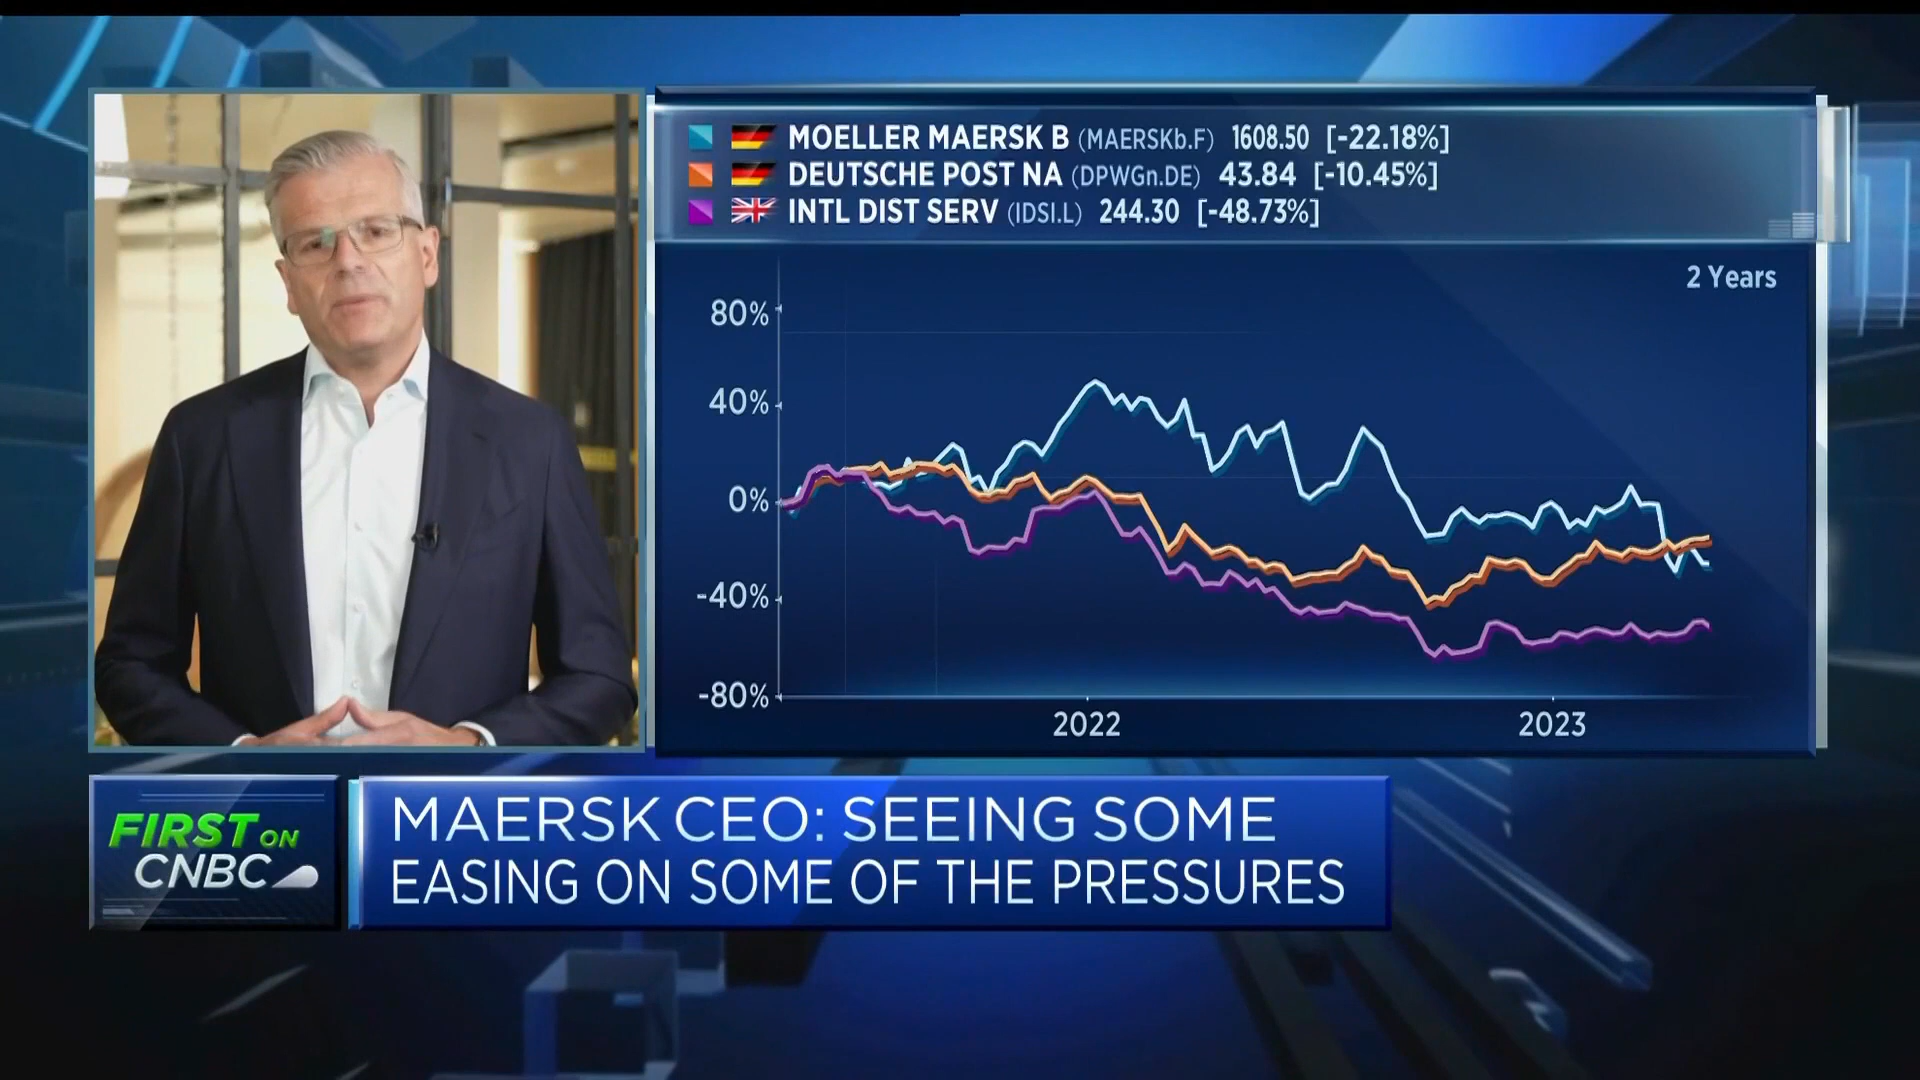 MOELLER MAERSK B (MAERSKb.F) 1608.50 [-22.18%]
DEUTSCHE POST NA (DPWGn.DE) 43.84 [-10.45%]
INTL DIST SERV (IDSI.L) 244.30 [-48.73%]
2 Years
80%
40%
0%
-40%
-80%
2022
2023
FIRST ON
CNBC
MAERSK CEO: SEEING SOME
EASING ON SOME OF THE PRESSURES